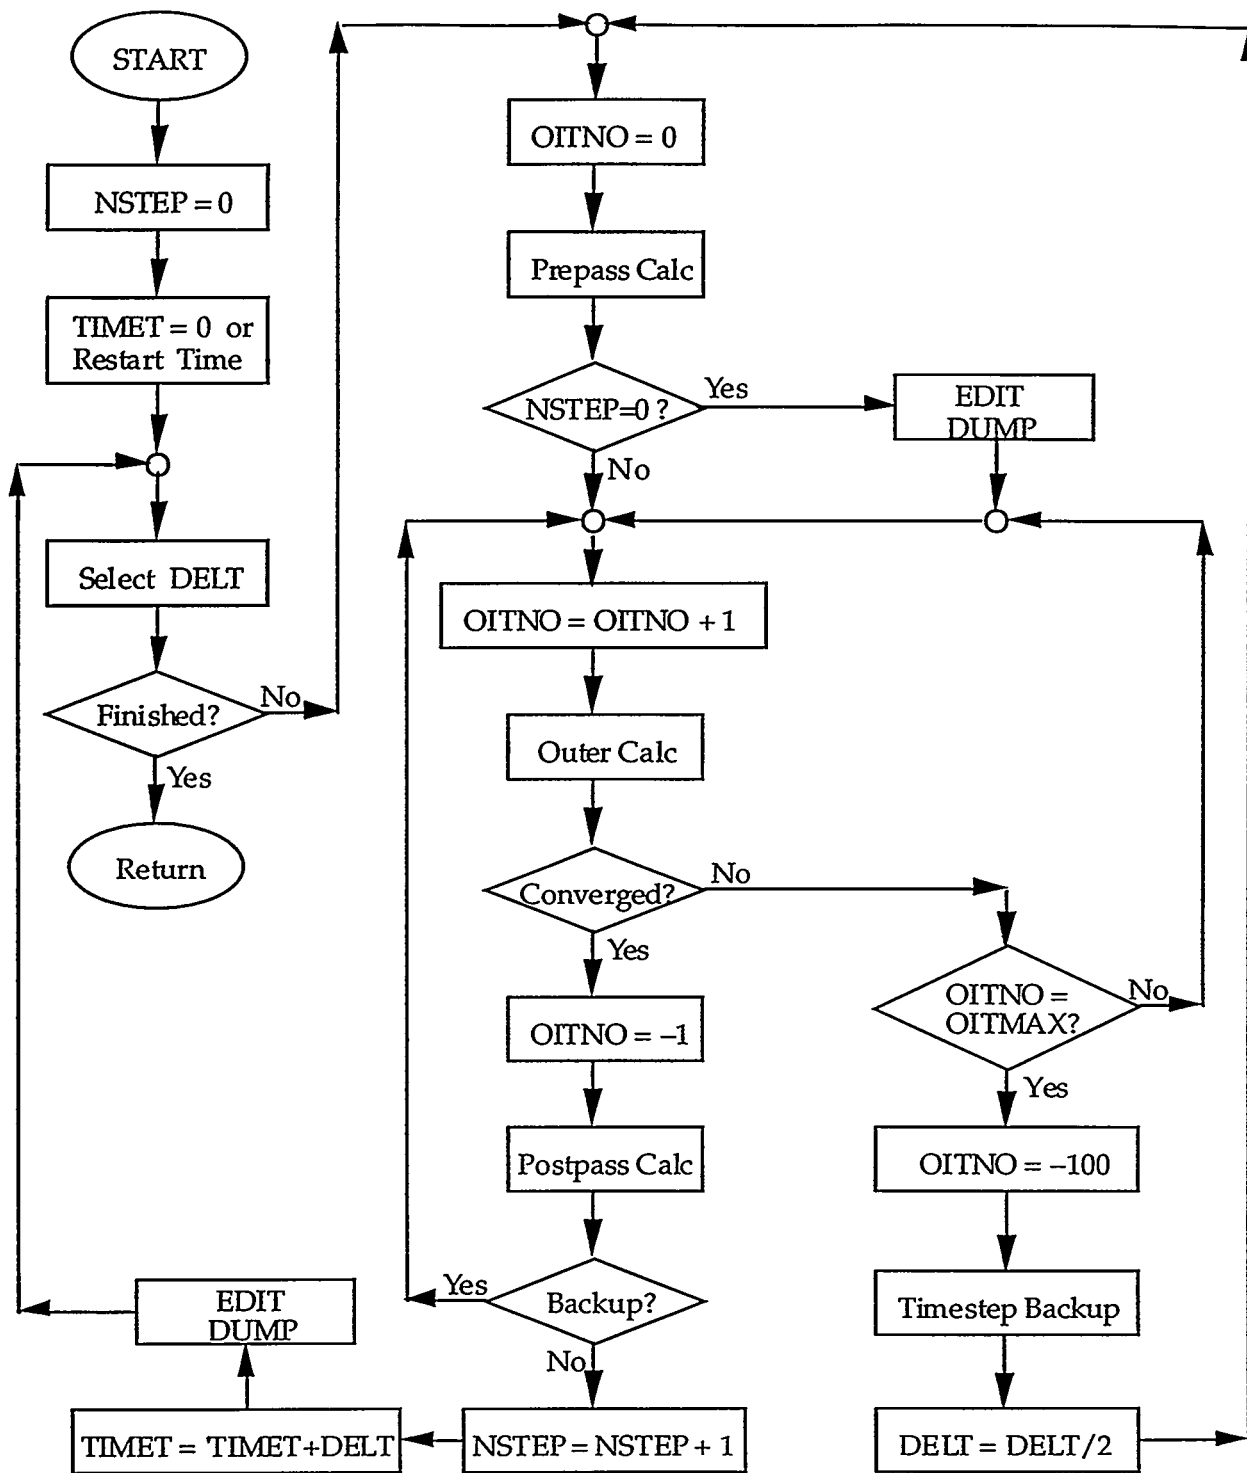 START
NSTEP = 0
TIMET = 0 or
Restart Time
Select DELT
Finished?
No
Yes
Return
OITNO = 0
Prepass Calc
NSTEP=0 ?
Yes
EDIT
DUMP
No
OITNO = OITNO + 1
Outer Calc
Converged?
No
Yes
OITNO =
OITMAX?
No
Yes
OITNO = –1
Postpass Calc
Backup?
Yes
No
OITNO = –100
Timestep Backup
DELT = DELT/2
NSTEP = NSTEP + 1
TIMET = TIMET+DELT
EDIT
DUMP